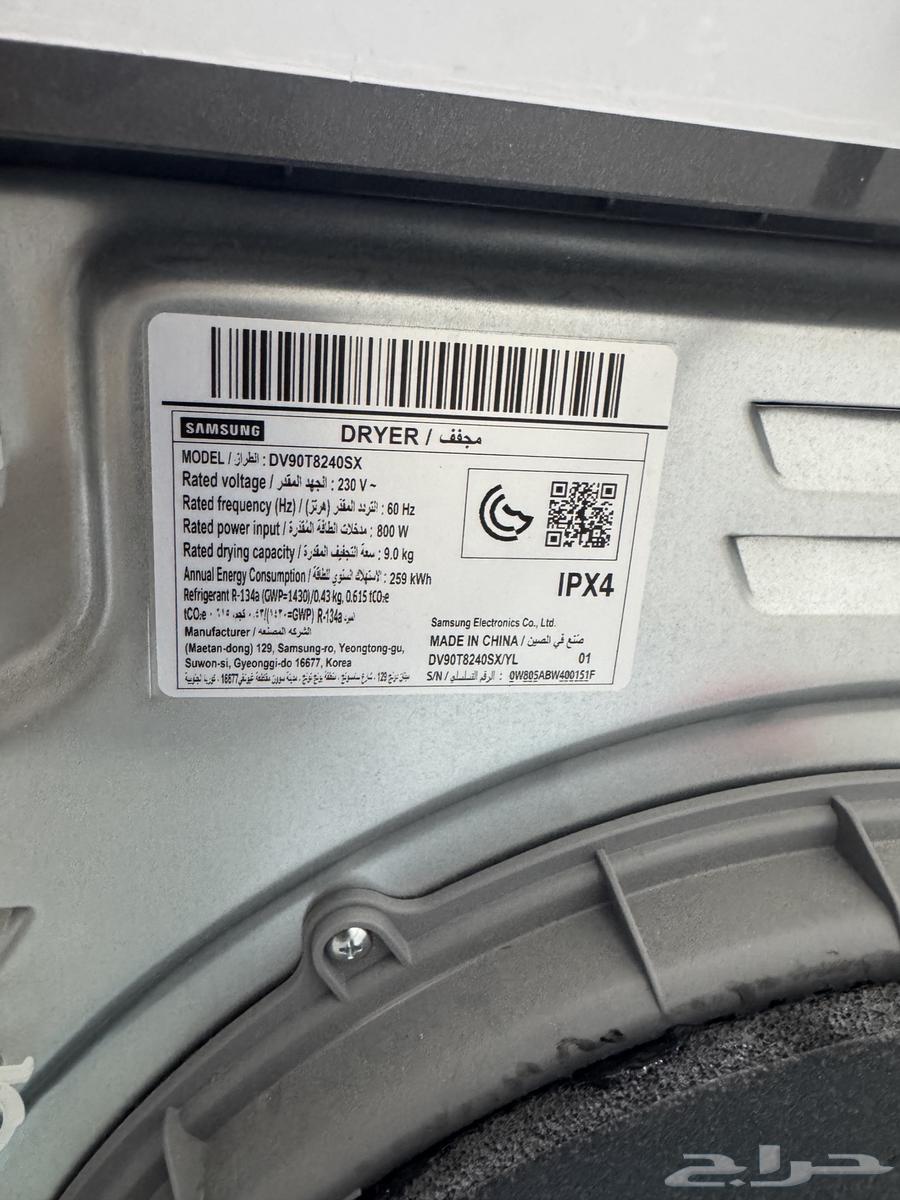 SAMSUNG
DRYER / مجفف
MODEL / الطراز : DV90T8240SX
Rated voltage / الجهد المقدر : 230 V ~
Rated frequency (Hz) / التردد المقدر (هرتز) : 60 Hz
Rated power input / مدخلات الطاقة المقدرة : 800 W
Rated drying capacity / سعة التجفيف المقدرة : 9.0 kg
Annual Energy Consumption / الاستهلاك السنوي للطاقة : 259 kWh
Refrigerant R-134a (GWP=1430)/0.43 kg, 0.615 tCO₂e
IPX4
Manufacturer / الشركة المصنعة :
(Maetan-dong) 129, Samsung-ro, Yeongtong-gu,
Suwon-si, Gyeonggi-do 16677, Korea
Samsung Electronics Co., Ltd.
MADE IN CHINA / صنع في الصين
DV90T8240SX/YL 01
S/N / الرقم التسلسلي : 0W805ABW400151F
حراج